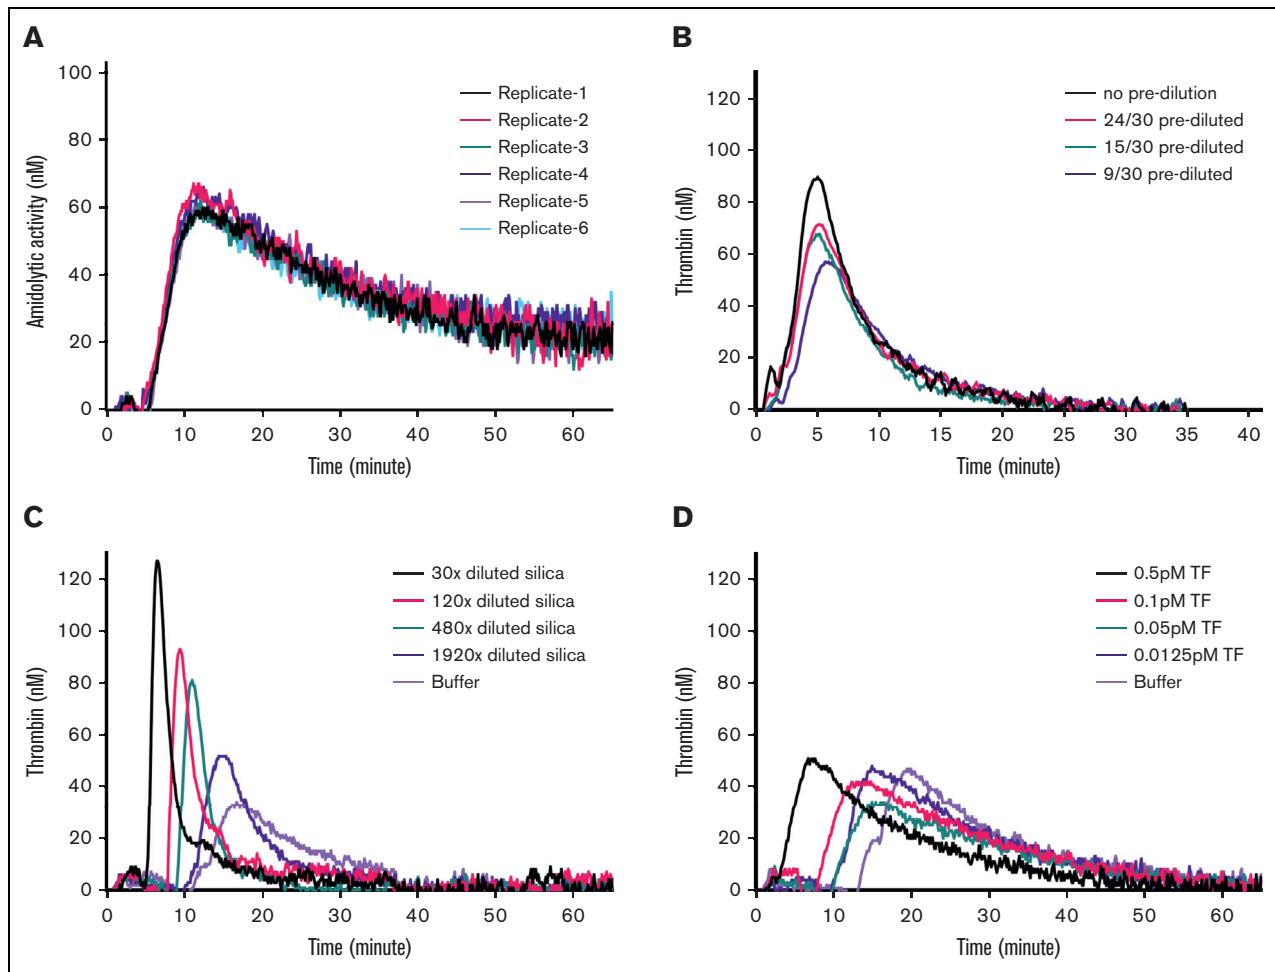 A
Amidolytic activity (nM)
100
80
60
40
20
0
Replicate-1
Replicate-2
Replicate-3
Replicate-4
Replicate-5
Replicate-6
0 10 20 30 40 50 60
Time (minute)
B
Thrombin (nM)
120
100
80
60
40
20
0
no pre-dilution
24/30 pre-diluted
15/30 pre-diluted
9/30 pre-diluted
0 5 10 15 20 25 30 35 40
Time (minute)
C
Thrombin (nM)
120
100
80
60
40
20
0
30x diluted silica
120x diluted silica
480x diluted silica
1920x diluted silica
Buffer
0 10 20 30 40 50 60
Time (minute)
D
Thrombin (nM)
120
100
80
60
40
20
0
0.5pM TF
0.1pM TF
0.05pM TF
0.0125pM TF
Buffer
0 10 20 30 40 50 60
Time (minute)